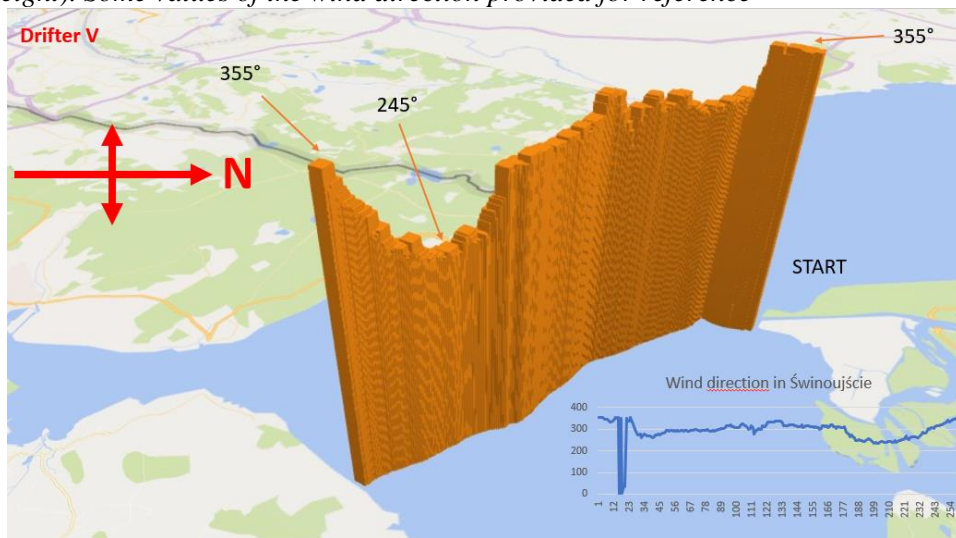 eight). Some values of the wind direction provided for reference
Drifter V
355°
355°
245°
N
START
Wind direction in Świnoujście
400
300
200
100
0
1 12 23 34 45 56 67 78 89 100 111 122 133 144 155 166 177 188 199 210 221 232 243 254